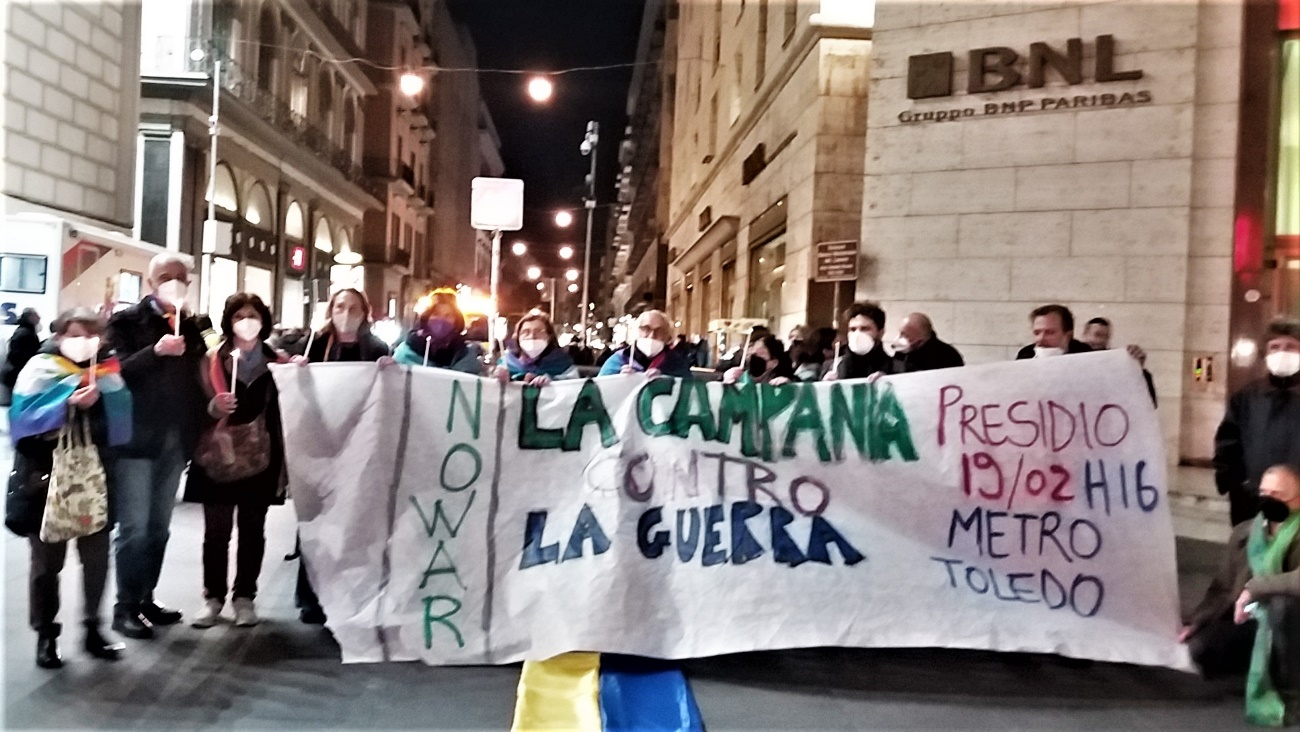 BNL
Gruppo BNP PARIBAS
NO WAR
LA CAMPANIA
CONTRO
LA GUERRA
PRESIDIO
19/02 H16
METRO
TOLEDO